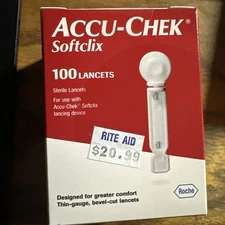 ACCU-CHEK®
Softclix
100 LANCETS
Sterile Lancets
For use with
Accu-Chek Softclix
lancing device
RITE AID
$20.99
Designed for greater comfort
Thin-gauge, bevel-cut lancets
Roche